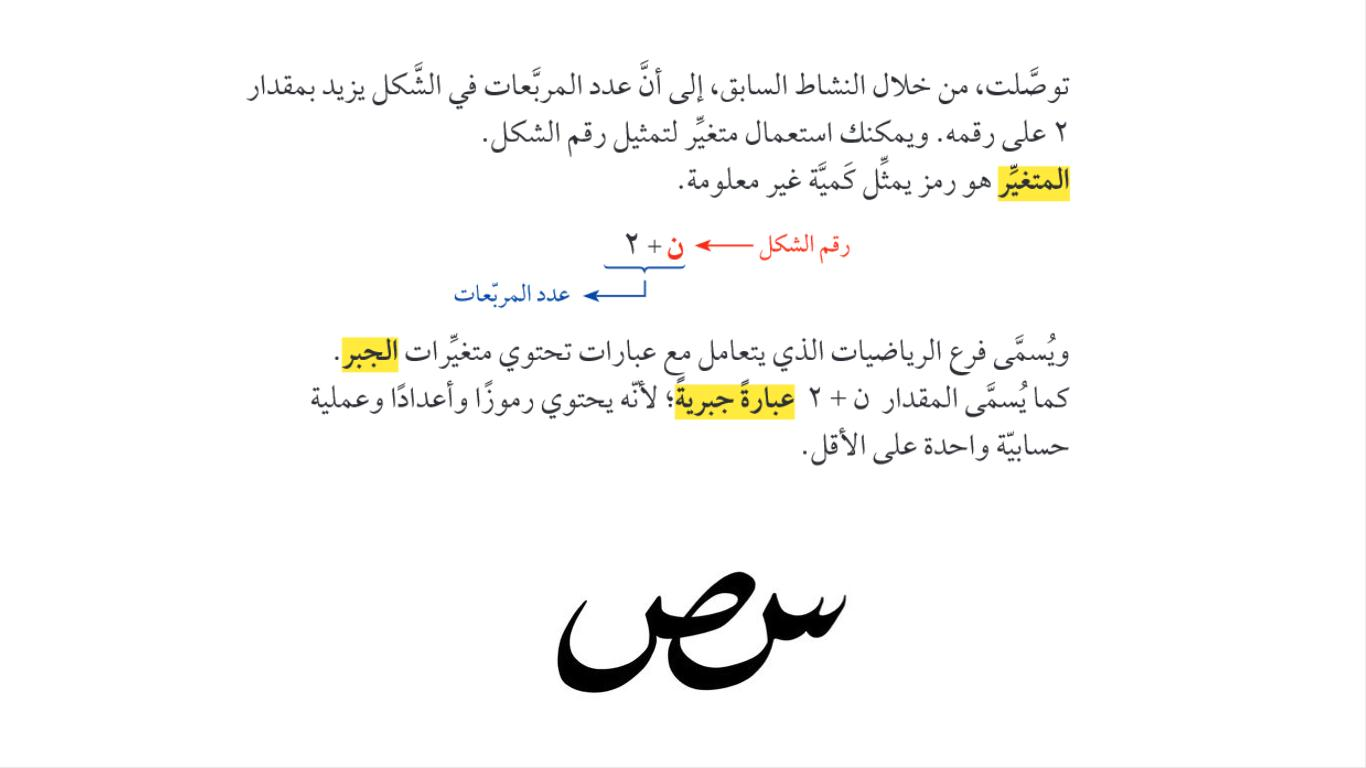 توصَّلت، من خلال النشاط السابق، إلى أنَّ عدد المربَّعات في الشَّكل يزيد بمقدار
٢ على رقمه. ويمكنك استعمال متغيِّر لتمثيل رقم الشكل.
المتغيِّر هو رمز يمثِّل كَميَّة غير معلومة.
رقم الشكل
ن + ٢
عدد المربّعات
ويُسمَّى فرع الرياضيات الذي يتعامل مع عبارات تحتوي متغيِّرات الجبر.
كما يُسمَّى المقدار ن + ٢ عبارةً جبريةً؛ لأنّه يحتوي رموزًا وأعدادًا وعملية
حسابيّة واحدة على الأقل.
س ص